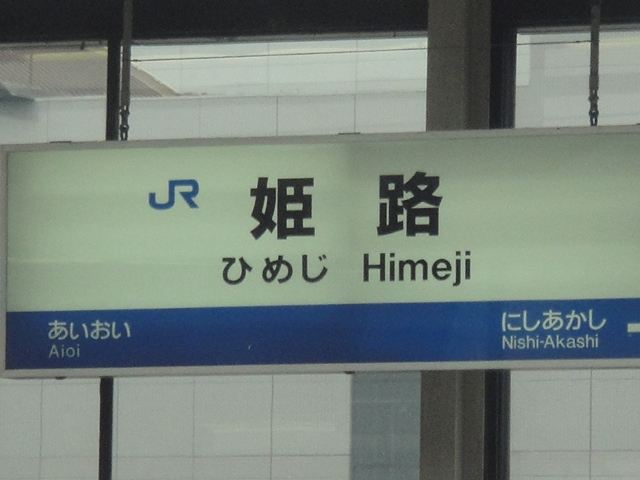 JR 姫路
ひめじ Himeji
あいおい
Aioi
にしあかし
Nishi-Akashi